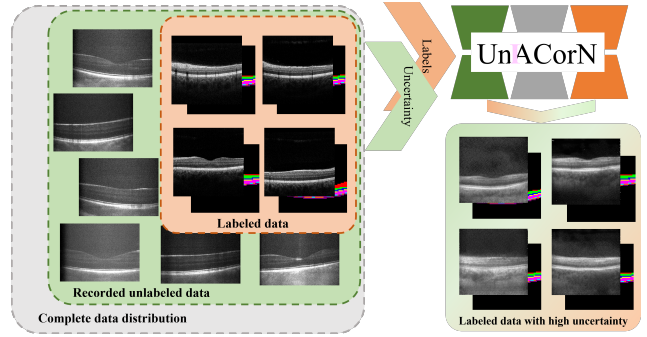 Labels
Uncertainty
UnACorN
Labeled data
Recorded unlabeled data
Complete data distribution
Labeled data with high uncertainty